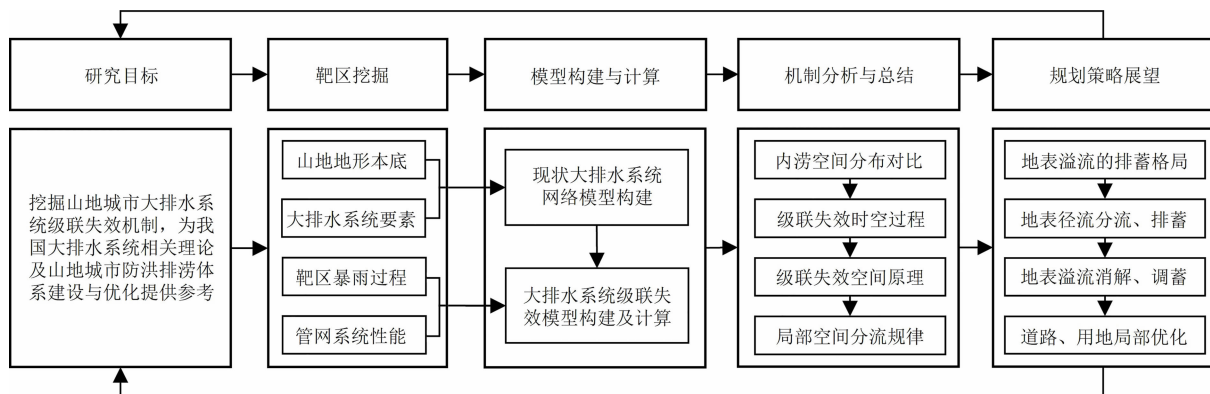 研究目标
靶区挖掘
模型构建与计算
机制分析与总结
规划策略展望
挖掘山地城市大排水系
统级联失效机制，为我
国大排水系统相关理论
及山地城市防洪排涝体
系建设与优化提供参考
山地地形本底
大排水系统要素
靶区暴雨过程
管网系统性能
现状大排水系统
网络模型构建
大排水系统级联失
效模型构建及计算
内涝空间分布对比
级联失效时空过程
级联失效空间原理
局部空间分流规律
地表溢流的排蓄格局
地表径流分流、排蓄
地表溢流消解、调蓄
道路、用地局部优化